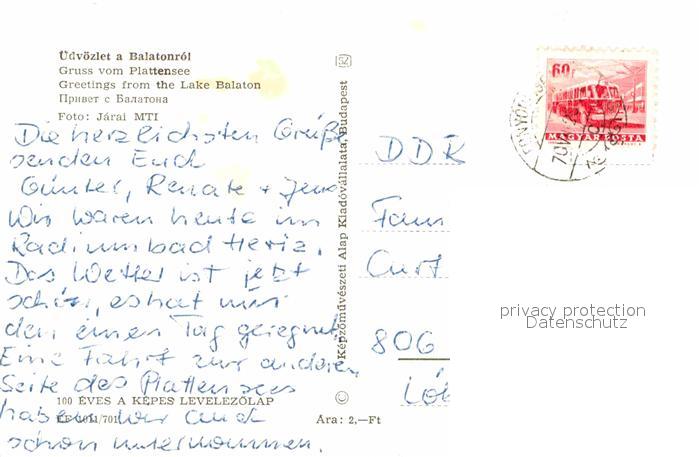 Üdvözlet a Balatonról
Gruss vom Plattensee
Greetings from the Lake Balaton
Привет с Балатона
Foto: Járai MTI
Die herzlichsten Grüße
senden Euch
Günter, Renate + Jens
Wir waren heute im
Radiumbad Heviz.
Das Wetter ist jetzt
schön, es hat nur
den einen Tag geregnet.
Eine Fahrt zur anderen
Seite des Plattensees
haben wir auch
schon unternommen.
100 ÉVES A KÉPES LEVELEZŐLAP
Ára: 2,—Ft
Képzőművészeti Alap Kiadóvállalata, Budapest
60f
MAGYAR POSTA
DDR
Fam
Curt
806
privacy protection
Datenschutz